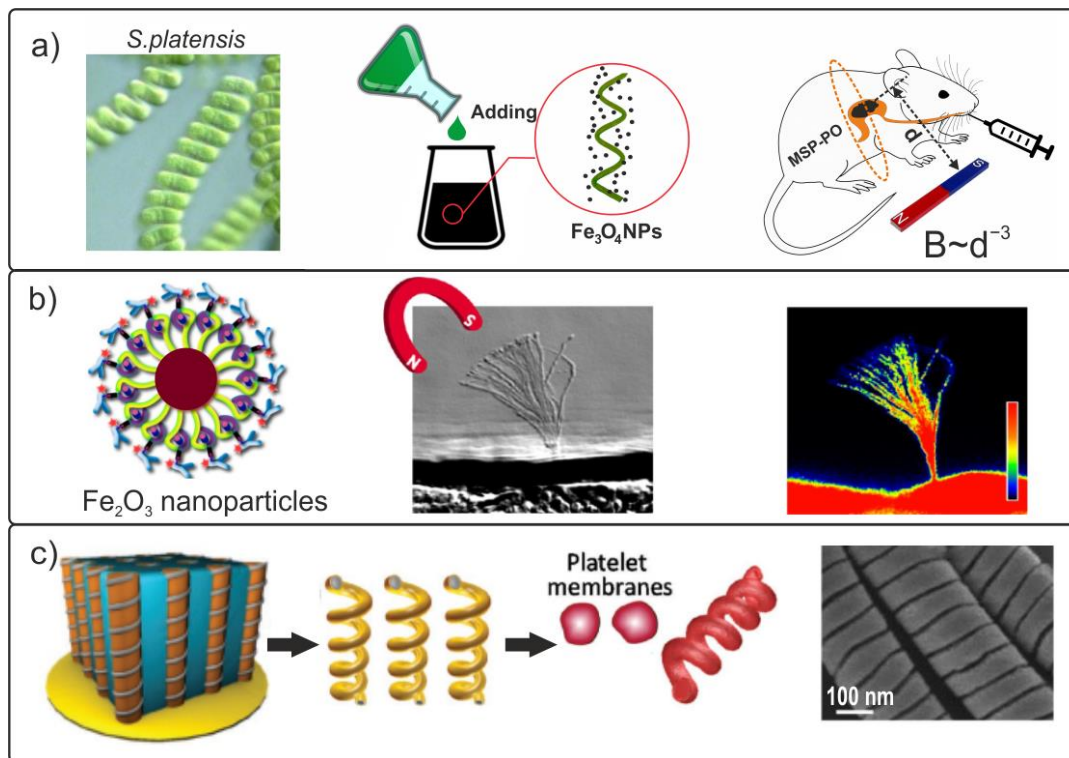 a)
S.platensis
Adding
Fe₃O₄NPs
MSP-PO
d
S
N
B~d⁻³
b)
Fe₂O₃ nanoparticles
S
N
c)
Platelet
membranes
100 nm